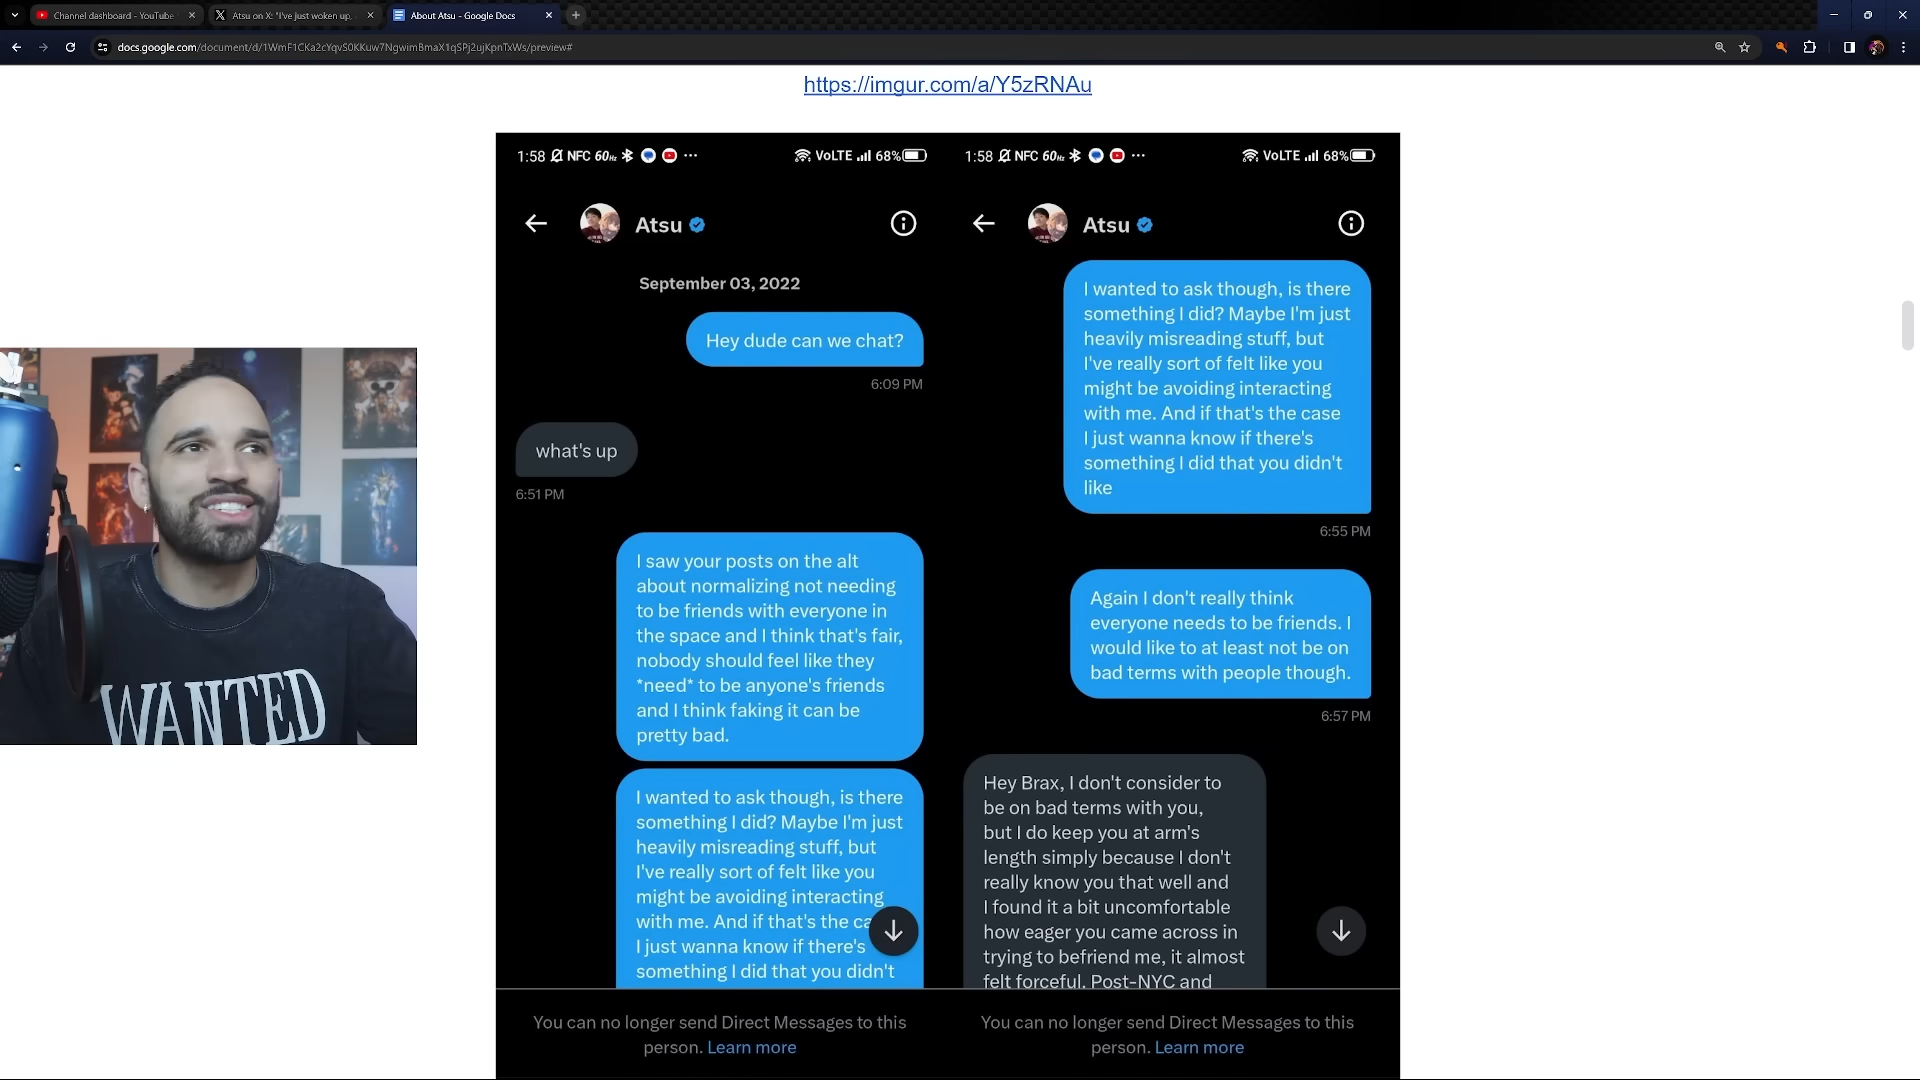 Channel dashboard - YouTube
Atsu on X: "I've just woken up,
About Atsu - Google Docs
docs.google.com/document/d/1WmF1CKa2cYqvS0KKuw7NgwimBmaX1qSPj2ujKpnTxWs/preview#
https://imgur.com/a/Y5zRNAu
1:58 NFC 60Hz ··· VoLTE 68%
Atsu
September 03, 2022
Hey dude can we chat?
6:09 PM
what's up
6:51 PM
I saw your posts on the alt
about normalizing not needing
to be friends with everyone in
the space and I think that's fair,
nobody should feel like they
*need* to be anyone's friends
and I think faking it can be
pretty bad.
I wanted to ask though, is there
something I did? Maybe I'm just
heavily misreading stuff, but
I've really sort of felt like you
might be avoiding interacting
with me. And if that's the ca
I just wanna know if there's
something I did that you didn't
You can no longer send Direct Messages to this
person. Learn more
1:58 NFC 60Hz ··· VoLTE 68%
Atsu
I wanted to ask though, is there
something I did? Maybe I'm just
heavily misreading stuff, but
I've really sort of felt like you
might be avoiding interacting
with me. And if that's the case
I just wanna know if there's
something I did that you didn't
like
6:55 PM
Again I don't really think
everyone needs to be friends. I
would like to at least not be on
bad terms with people though.
6:57 PM
Hey Brax, I don't consider to
be on bad terms with you,
but I do keep you at arm's
length simply because I don't
really know you that well and
I found it a bit uncomfortable
how eager you came across in
trying to befriend me, it almost
felt forceful. Post-NYC and
You can no longer send Direct Messages to this
person. Learn more
WANTED